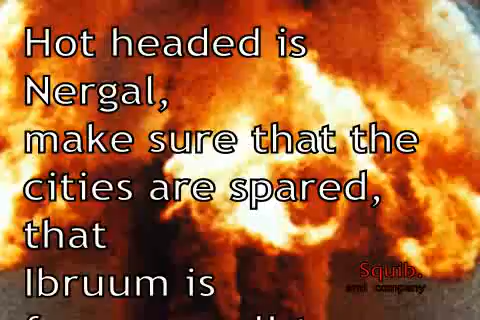 Hot headed is
Nergal,
make sure that the
cities are spared,
that
Ibruum is
Squib.
and company